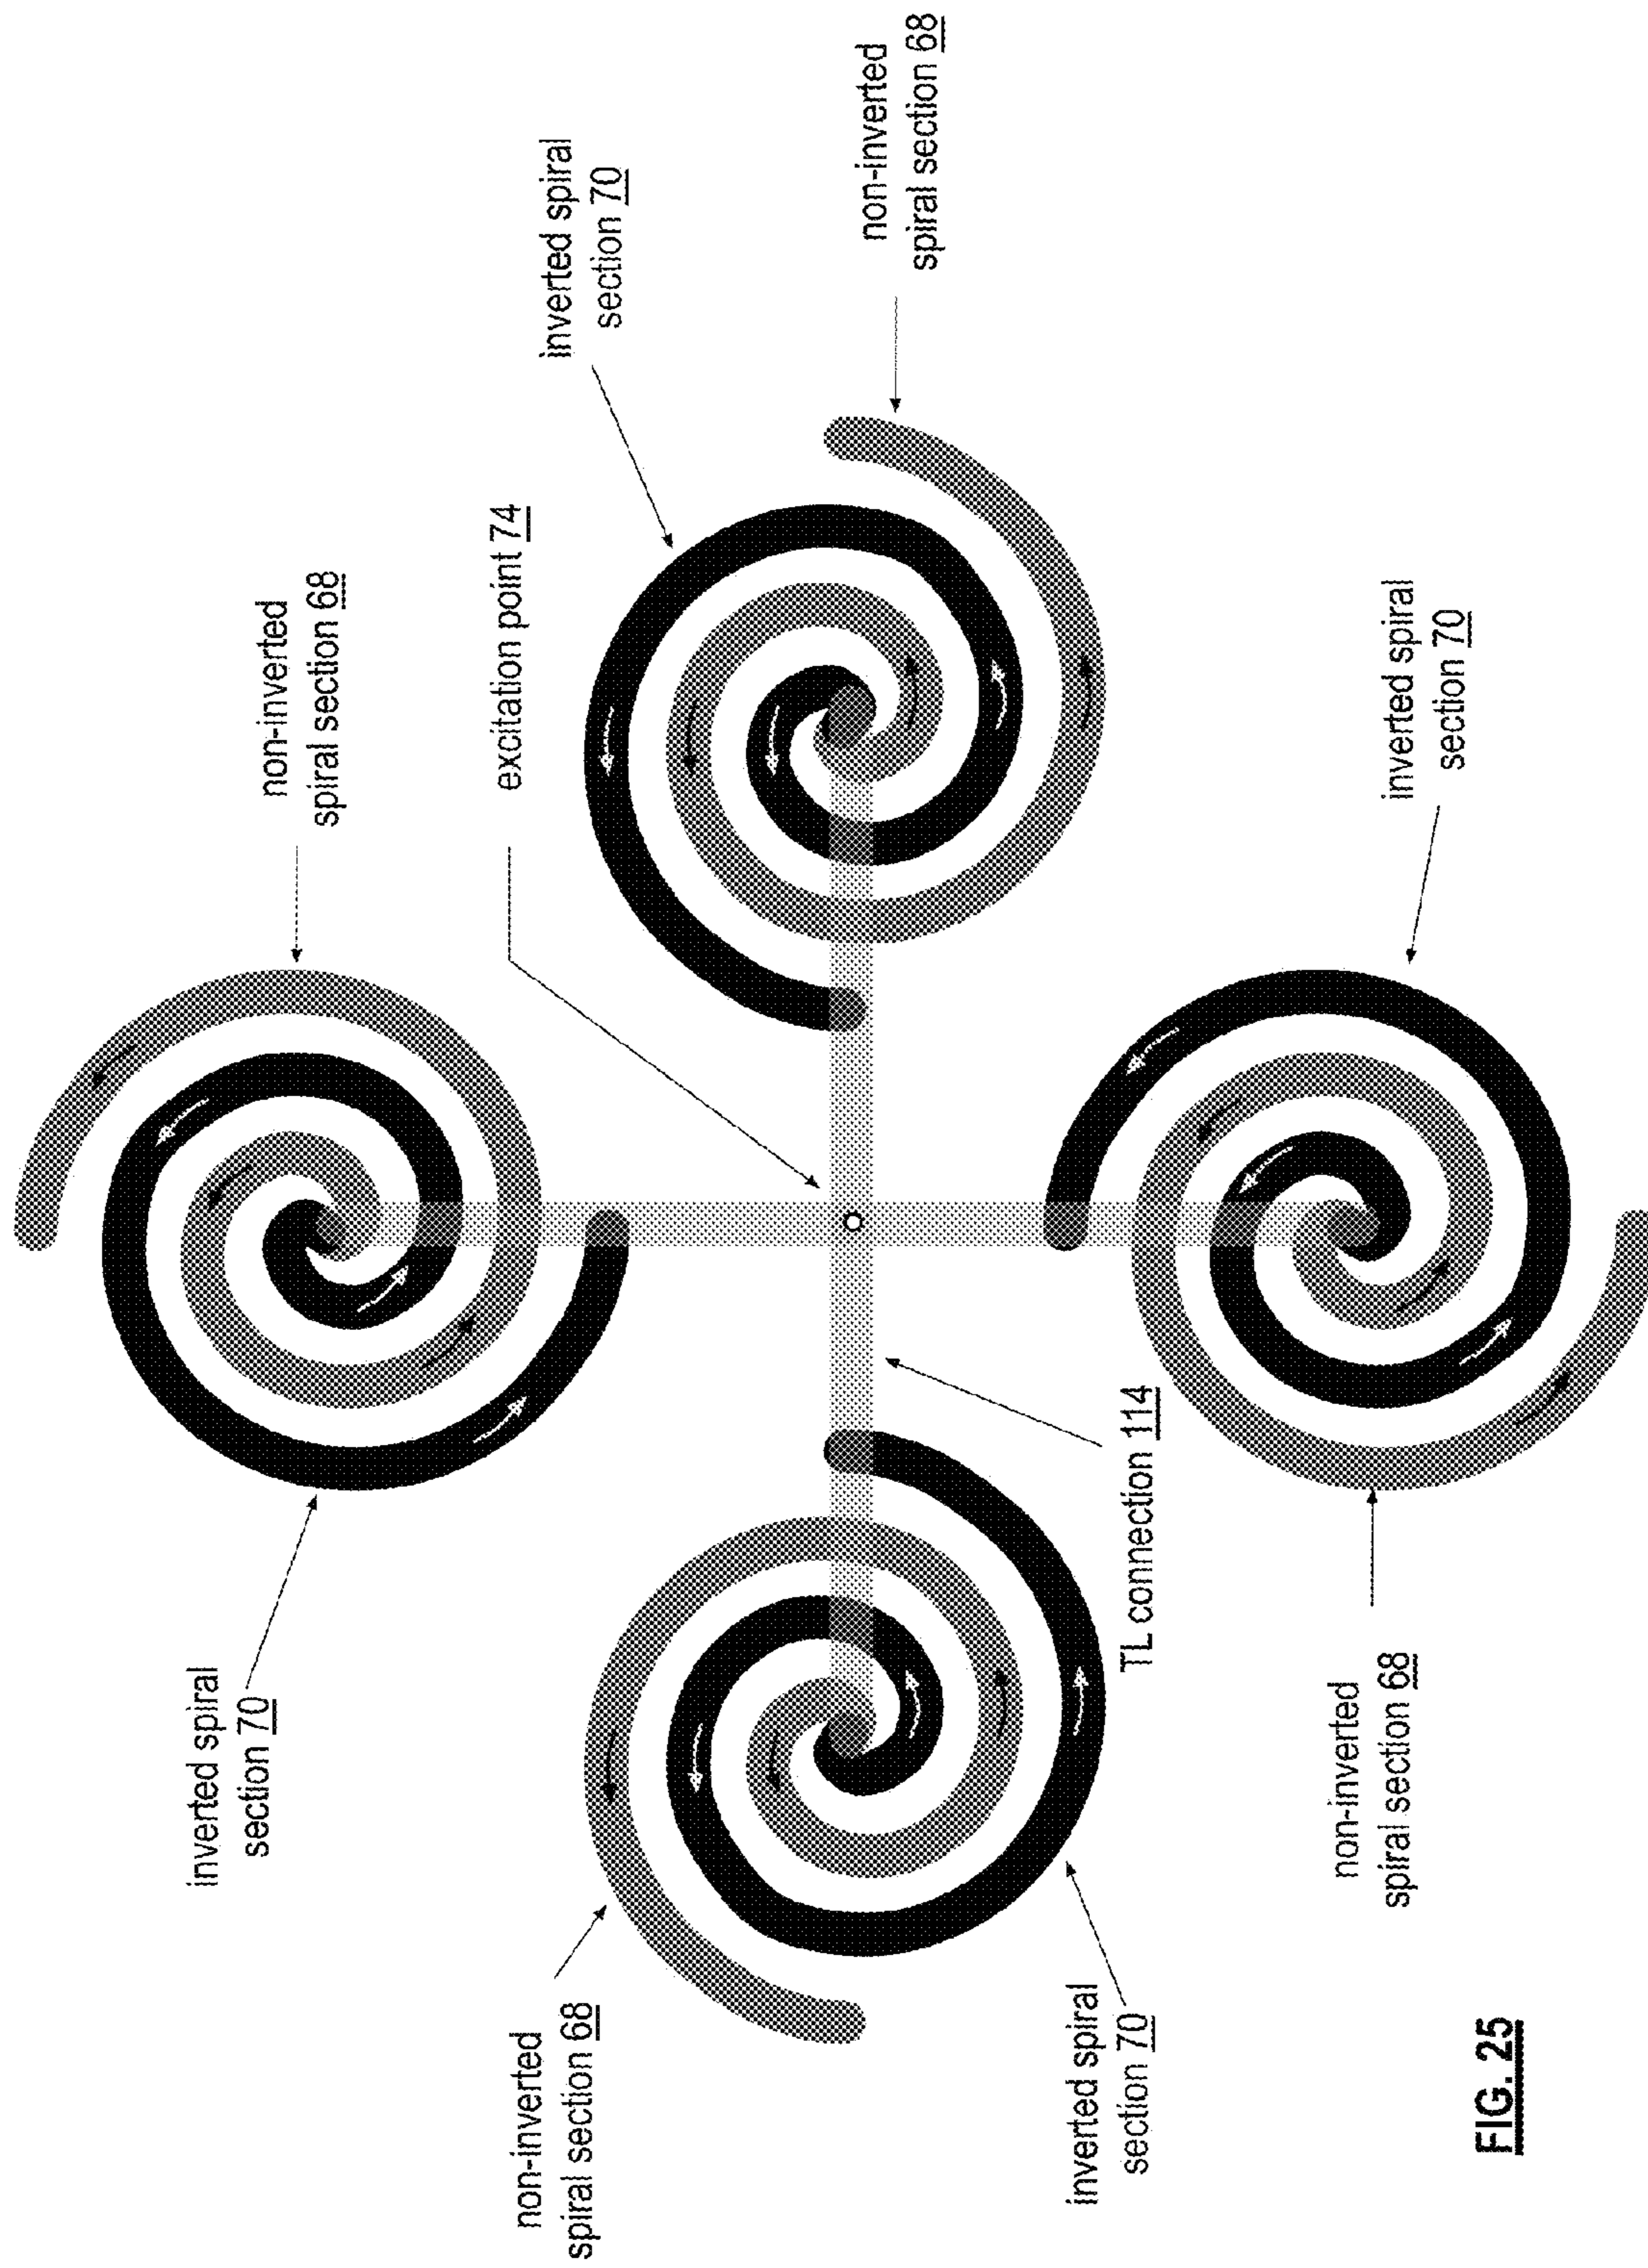 non-inverted
spiral section 68
inverted spiral
section 70
excitation point 74
non-inverted
spiral section 68
inverted spiral
section 70
non-inverted
spiral section 68
TL connection 114
inverted spiral
section 70
inverted spiral
section 70
non-inverted
spiral section 68
FIG. 25